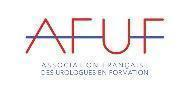 AFUF
ASSOCIATION FRANÇAISE
DES UROLOGUES EN FORMATION